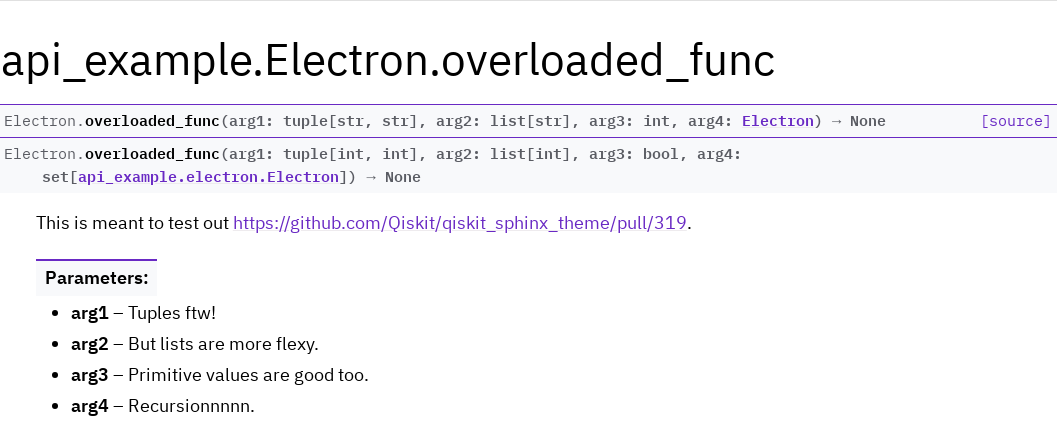 api_example.Electron.overloaded_func
Electron.overloaded_func(arg1: tuple[str, str], arg2: list[str], arg3: int, arg4: Electron) → None [source]
Electron.overloaded_func(arg1: tuple[int, int], arg2: list[int], arg3: bool, arg4:
set[api_example.electron.Electron]) → None
This is meant to test out https://github.com/Qiskit/qiskit_sphinx_theme/pull/319.
Parameters:
• arg1 – Tuples ftw!
• arg2 – But lists are more flexy.
• arg3 – Primitive values are good too.
• arg4 – Recursionnnnn.